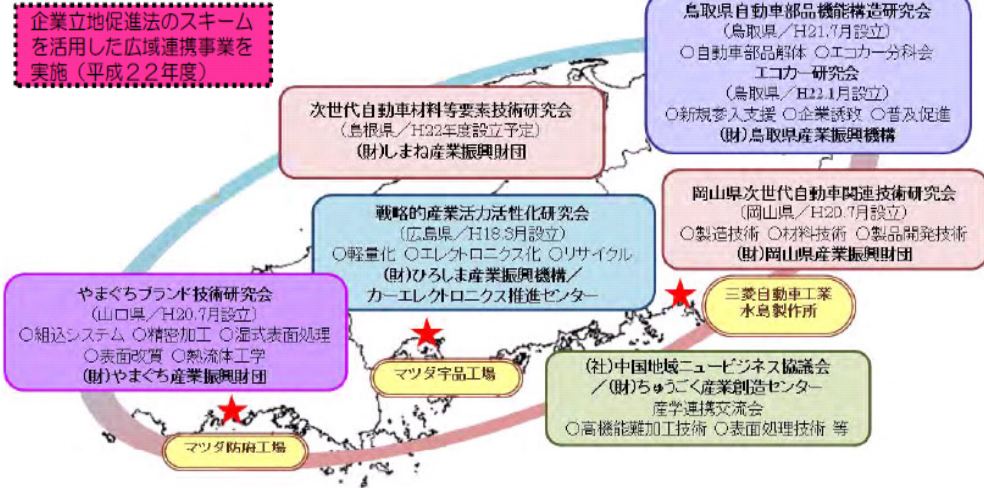 企業立地促進法のスキーム
を活用した広域連携事業を
実施（平成２２年度）
鳥取県自動車部品機能構造研究会
（鳥取県／H21.7月設立）
○自動車部品解体 ○エコカー分科会
エコカー研究会
（鳥取県／H22.1月設立）
○新規参入支援 ○企業誘致 ○普及促進
(財)鳥取県産業振興機構
次世代自動車材料等要素技術研究会
（島根県／H22年度設立予定）
(財)しまね産業振興財団
岡山県次世代自動車関連技術研究会
（岡山県／H20.7月設立）
○製造技術 ○材料技術 ○製品開発技術
(財)岡山県産業振興財団
戦略的産業活力活性化研究会
（広島県／H18.8月設立）
○軽量化 ○エレクトロニクス化 ○リサイクル
(財)ひろしま産業振興機構／
カーエレクトロニクス推進センター
やまぐちブランド技術研究会
（山口県／H20.7月設立）
○組込システム ○精密加工 ○湿式表面処理
○表面改質 ○熱流体工学
(財)やまぐち産業振興財団
三菱自動車工業
水島製作所
マツダ宇品工場
(社)中国地域ニュービジネス協議会
／(財)ちゅうごく産業創造センター
産学連携交流会
○高機能難加工技術 ○表面処理技術 等
マツダ防府工場